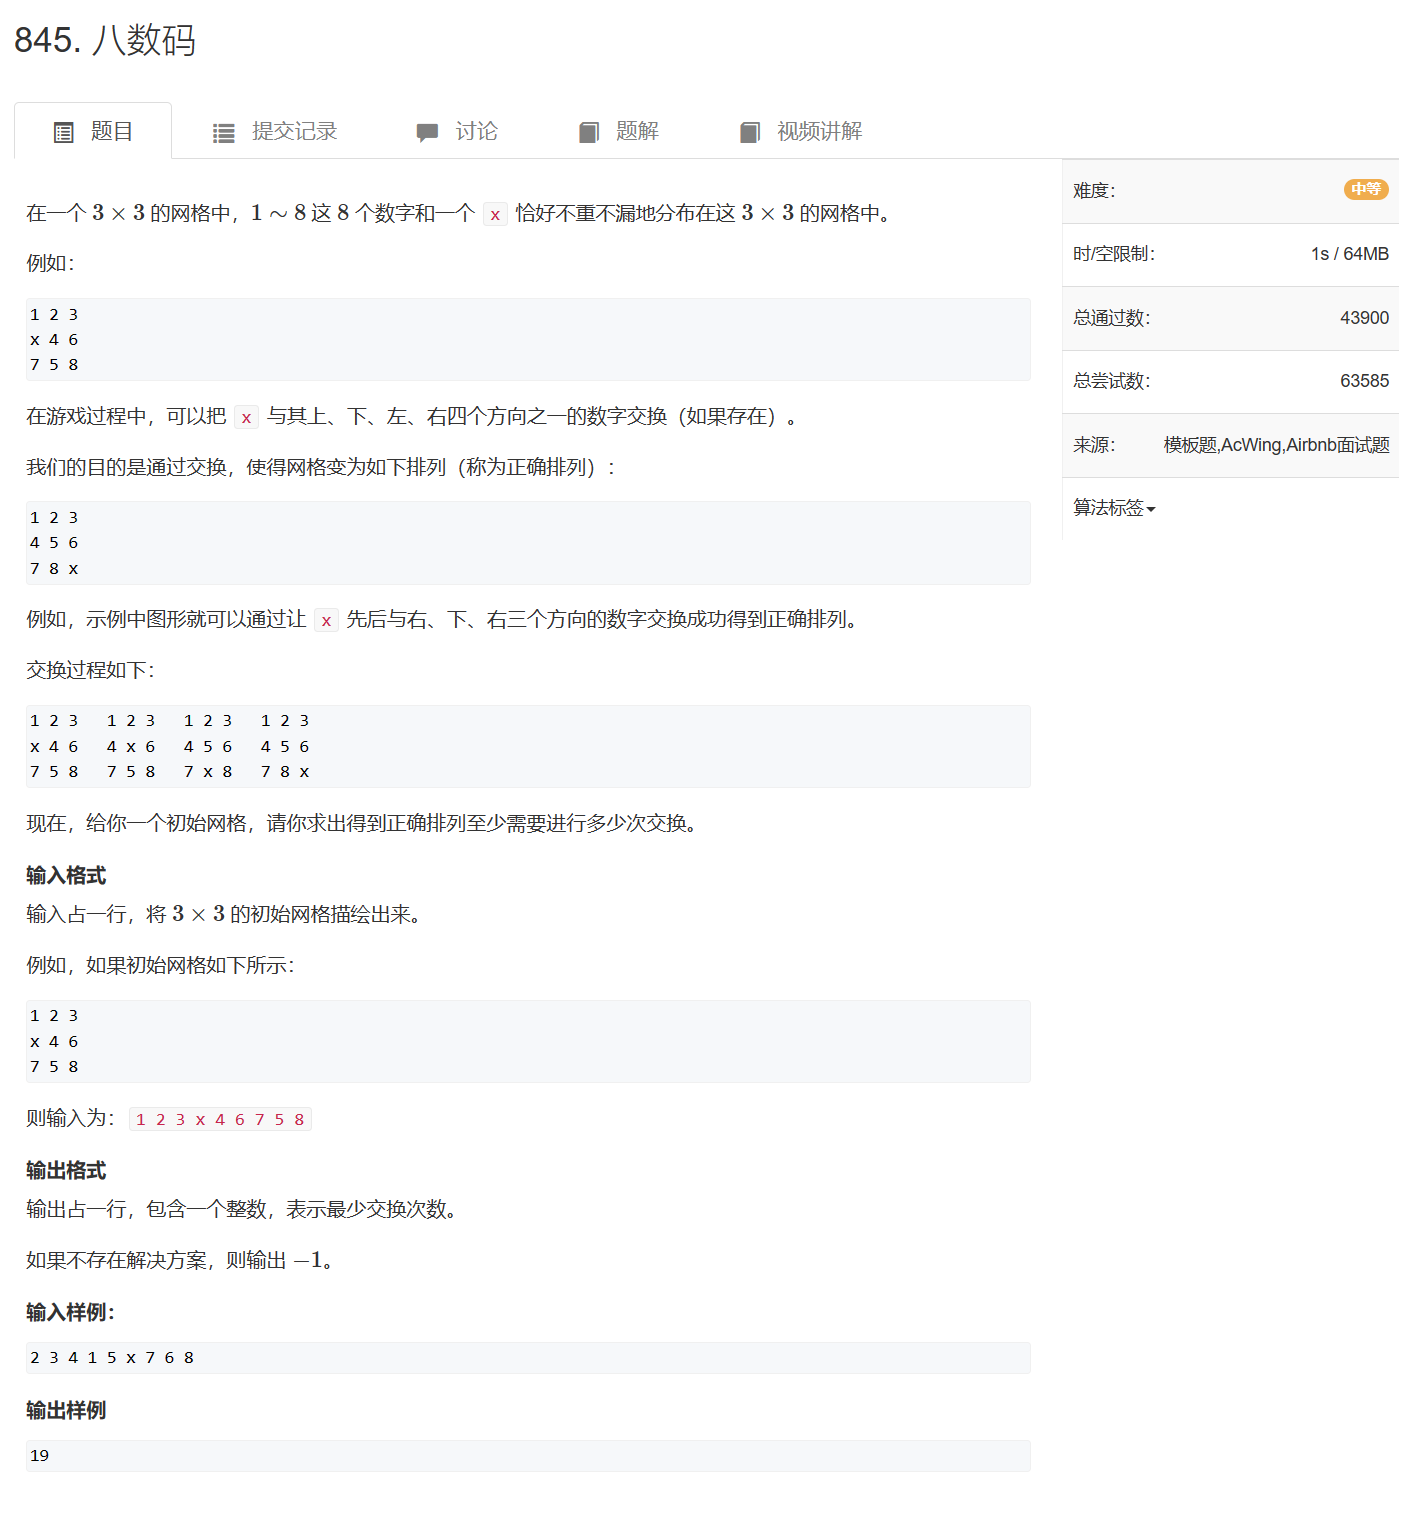 845. 八数码
题目
提交记录
讨论
题解
视频讲解
在一个 3 × 3 的网格中，1 ∼ 8 这 8 个数字和一个 x 恰好不重不漏地分布在这 3 × 3 的网格中。
例如：
1 2 3
x 4 6
7 5 8
在游戏过程中，可以把 x 与其上、下、左、右四个方向之一的数字交换（如果存在）。
我们的目的是通过交换，使得网格变为如下排列（称为正确排列）：
1 2 3
4 5 6
7 8 x
例如，示例中图形就可以通过让 x 先后与右、下、右三个方向的数字交换成功得到正确排列。
交换过程如下：
1 2 3   1 2 3   1 2 3   1 2 3
x 4 6   4 x 6   4 5 6   4 5 6
7 5 8   7 5 8   7 x 8   7 8 x
现在，给你一个初始网格，请你求出得到正确排列至少需要进行多少次交换。
输入格式
输入占一行，将 3 × 3 的初始网格描绘出来。
例如，如果初始网格如下所示：
1 2 3
x 4 6
7 5 8
则输入为：1 2 3 x 4 6 7 5 8
输出格式
输出占一行，包含一个整数，表示最少交换次数。
如果不存在解决方案，则输出 −1。
输入样例：
2 3 4 1 5 x 7 6 8
输出样例
19
难度： 中等
时/空限制： 1s / 64MB
总通过数： 43900
总尝试数： 63585
来源： 模板题,AcWing,Airbnb面试题
算法标签